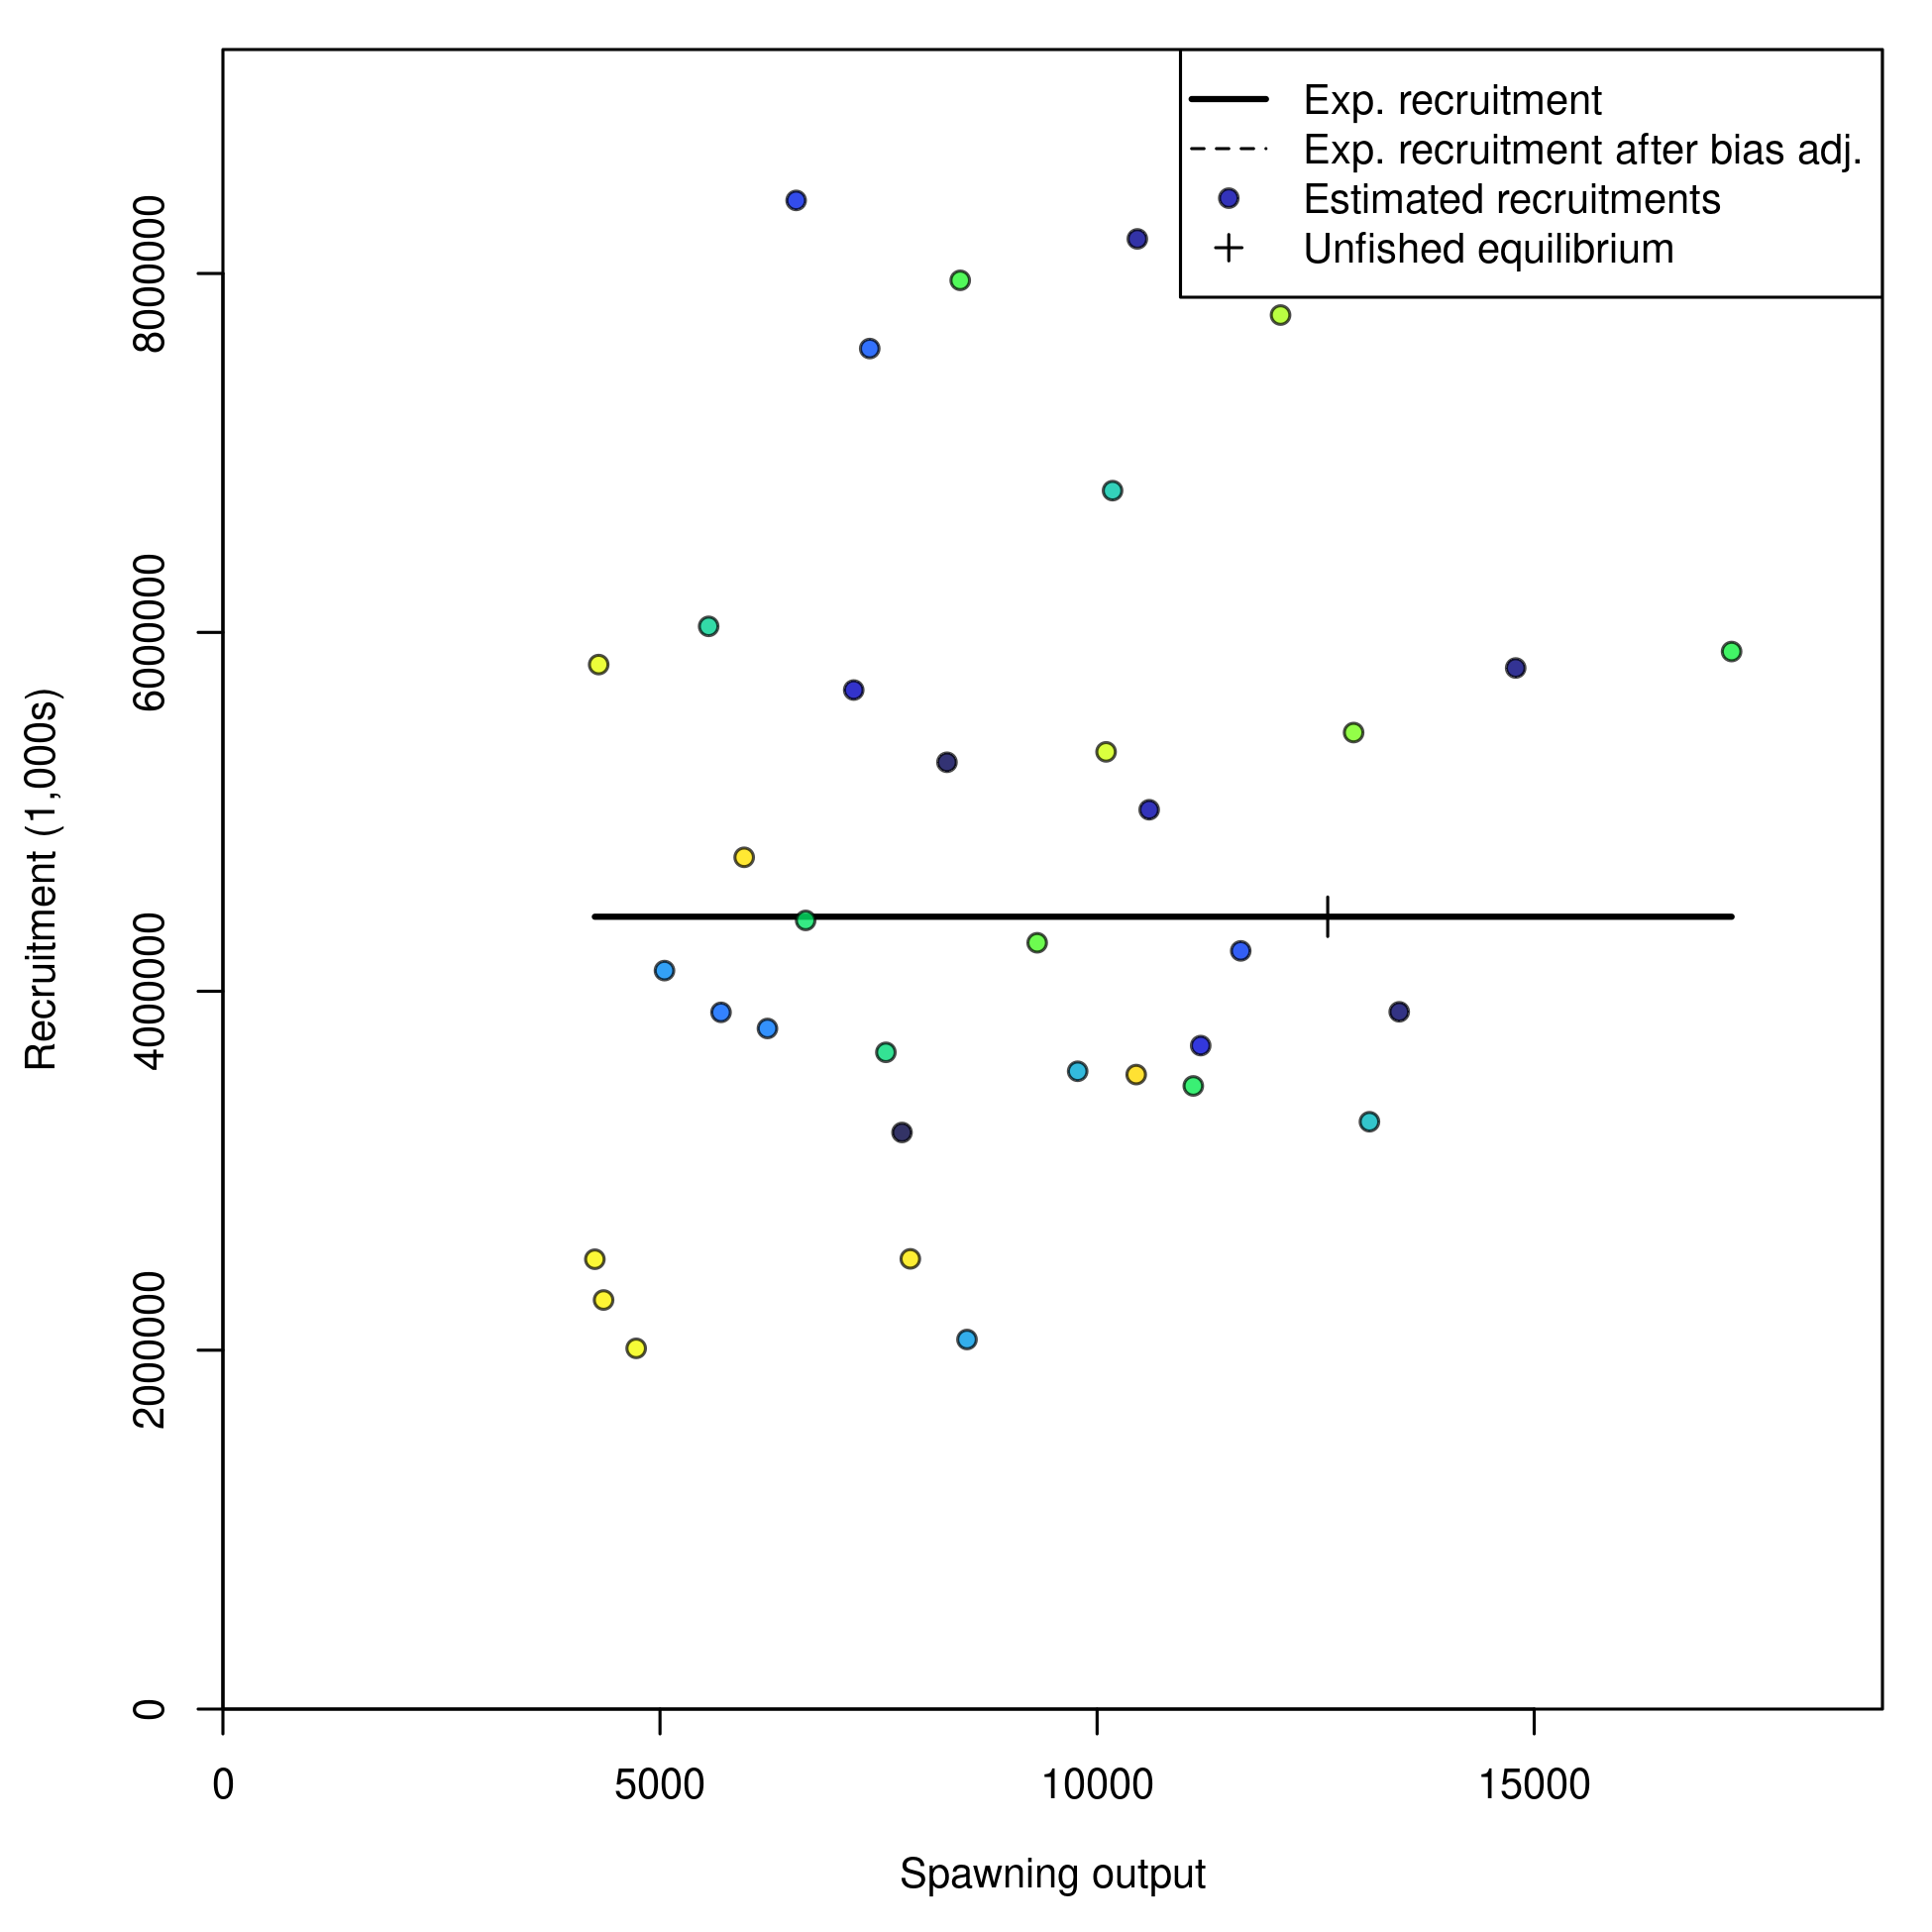 Exp. recruitment
Exp. recruitment after bias adj.
Estimated recruitments
Unfished equilibrium
Recruitment (1,000s)
8000000
6000000
4000000
2000000
0
0 5000 10000 15000
Spawning output